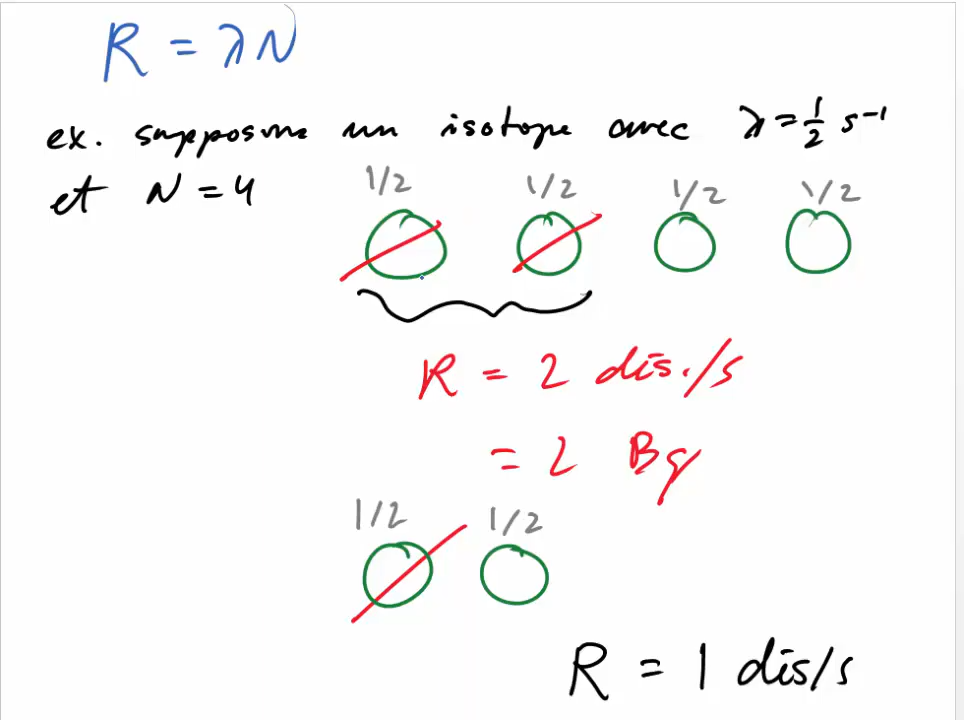 R = λN
ex. supposons un isotope avec λ = 1/2 s⁻¹
et N = 4
1/2 1/2 1/2 1/2
R = 2 dis./s
= 2 Bq
1/2 1/2
R = 1 dis/s